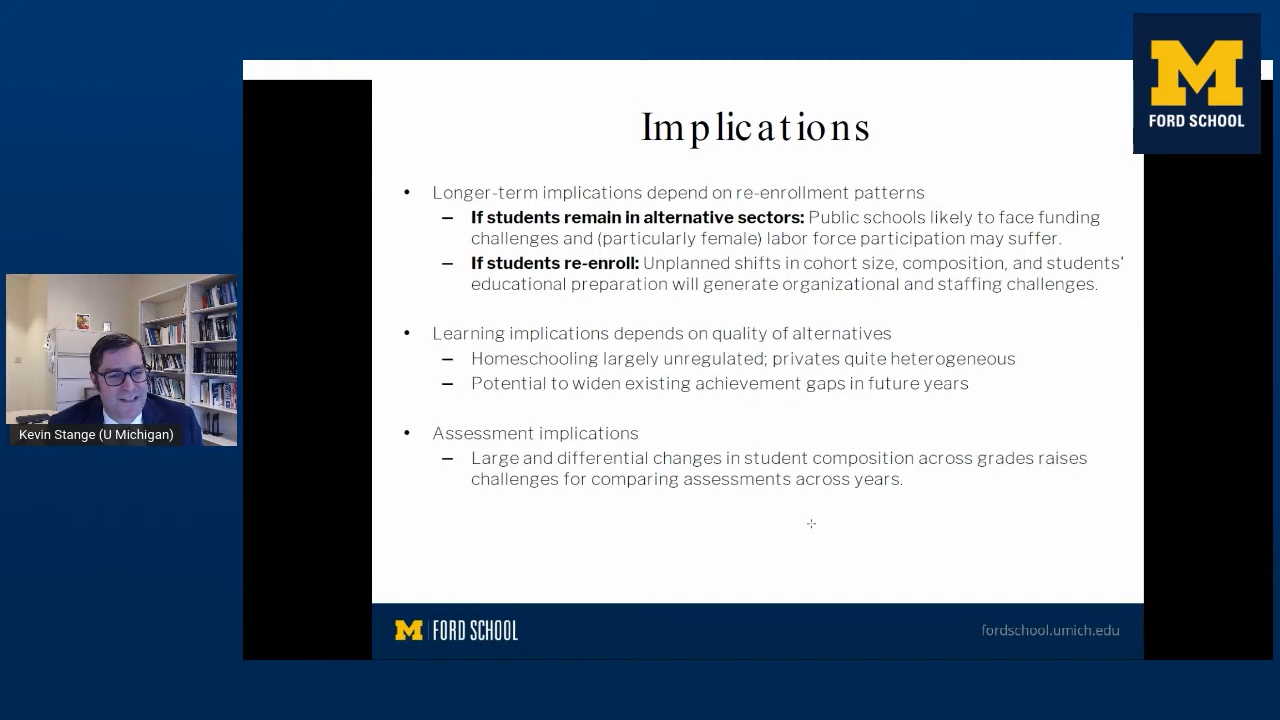 M
FORD SCHOOL
Implications
• Longer-term implications depend on re-enrollment patterns
– If students remain in alternative sectors: Public schools likely to face funding
challenges and (particularly female) labor force participation may suffer.
– If students re-enroll: Unplanned shifts in cohort size, composition, and students'
educational preparation will generate organizational and staffing challenges.
• Learning implications depends on quality of alternatives
– Homeschooling largely unregulated; privates quite heterogeneous
– Potential to widen existing achievement gaps in future years
• Assessment implications
– Large and differential changes in student composition across grades raises
challenges for comparing assessments across years.
Kevin Stange (U Michigan)
M | FORD SCHOOL
fordschool.umich.edu